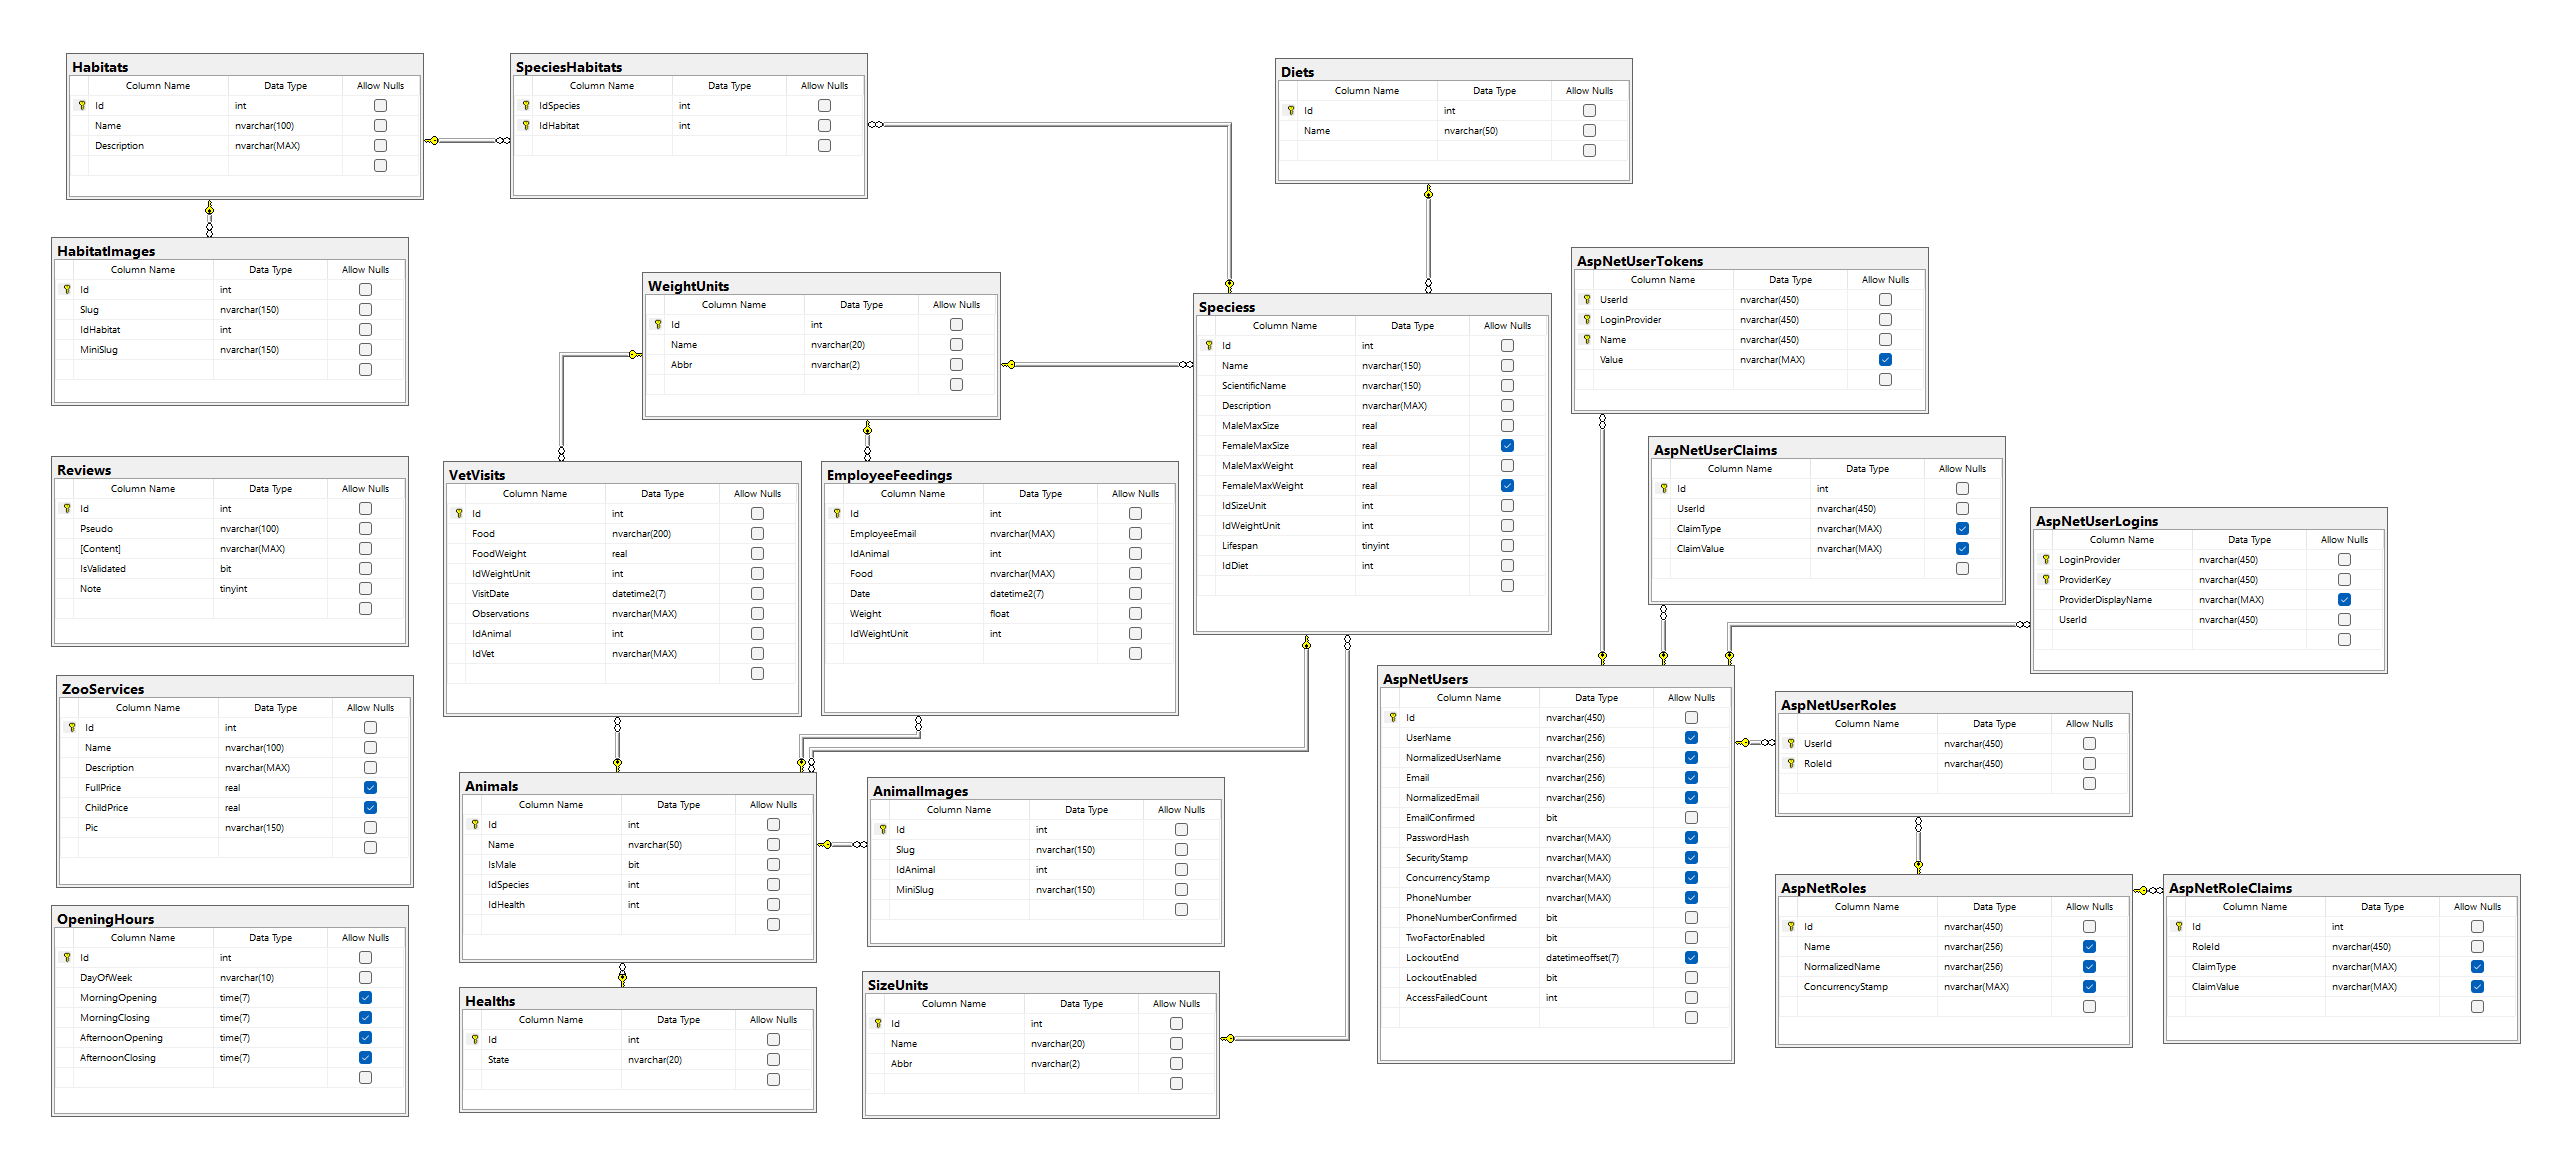 Habitats
Column Name Data Type Allow Nulls
Id int
Name nvarchar(100)
Description nvarchar(MAX)
SpeciesHabitats
Column Name Data Type Allow Nulls
IdSpecies int
IdHabitat int
Diets
Column Name Data Type Allow Nulls
Id int
Name nvarchar(50)
HabitatImages
Column Name Data Type Allow Nulls
Id int
Slug nvarchar(150)
IdHabitat int
MiniSlug nvarchar(150)
WeightUnits
Column Name Data Type Allow Nulls
Id int
Name nvarchar(20)
Abbr nvarchar(2)
Speciess
Column Name Data Type Allow Nulls
Id int
Name nvarchar(150)
ScientificName nvarchar(150)
Description nvarchar(MAX)
MaleMaxSize real
FemaleMaxSize real
MaleMaxWeight real
FemaleMaxWeight real
IdSizeUnit int
IdWeightUnit int
Lifespan tinyint
IdDiet int
AspNetUserTokens
Column Name Data Type Allow Nulls
UserId nvarchar(450)
LoginProvider nvarchar(450)
Name nvarchar(450)
Value nvarchar(MAX)
AspNetUserClaims
Column Name Data Type Allow Nulls
Id int
UserId nvarchar(450)
ClaimType nvarchar(MAX)
ClaimValue nvarchar(MAX)
AspNetUserLogins
Column Name Data Type Allow Nulls
LoginProvider nvarchar(450)
ProviderKey nvarchar(450)
ProviderDisplayName nvarchar(MAX)
UserId nvarchar(450)
Reviews
Column Name Data Type Allow Nulls
Id int
Pseudo nvarchar(100)
[Content] nvarchar(MAX)
IsValidated bit
Note tinyint
VetVisits
Column Name Data Type Allow Nulls
Id int
Food nvarchar(200)
FoodWeight real
IdWeightUnit int
VisitDate datetime2(7)
Observations nvarchar(MAX)
IdAnimal int
IdVet nvarchar(MAX)
EmployeeFeedings
Column Name Data Type Allow Nulls
Id int
EmployeeEmail nvarchar(MAX)
IdAnimal int
Food nvarchar(MAX)
Date datetime2(7)
Weight float
IdWeightUnit int
ZooServices
Column Name Data Type Allow Nulls
Id int
Name nvarchar(100)
Description nvarchar(MAX)
FullPrice real
ChildPrice real
Pic nvarchar(150)
Animals
Column Name Data Type Allow Nulls
Id int
Name nvarchar(50)
IsMale bit
IdSpecies int
IdHealth int
AnimalImages
Column Name Data Type Allow Nulls
Id int
Slug nvarchar(150)
IdAnimal int
MiniSlug nvarchar(150)
AspNetUsers
Column Name Data Type Allow Nulls
Id nvarchar(450)
UserName nvarchar(256)
NormalizedUserName nvarchar(256)
Email nvarchar(256)
NormalizedEmail nvarchar(256)
EmailConfirmed bit
PasswordHash nvarchar(MAX)
SecurityStamp nvarchar(MAX)
ConcurrencyStamp nvarchar(MAX)
PhoneNumber nvarchar(MAX)
PhoneNumberConfirmed bit
TwoFactorEnabled bit
LockoutEnd datetimeoffset(7)
LockoutEnabled bit
AccessFailedCount int
AspNetUserRoles
Column Name Data Type Allow Nulls
UserId nvarchar(450)
RoleId nvarchar(450)
AspNetRoles
Column Name Data Type Allow Nulls
Id nvarchar(450)
Name nvarchar(256)
NormalizedName nvarchar(256)
ConcurrencyStamp nvarchar(MAX)
AspNetRoleClaims
Column Name Data Type Allow Nulls
Id int
RoleId nvarchar(450)
ClaimType nvarchar(MAX)
ClaimValue nvarchar(MAX)
OpeningHours
Column Name Data Type Allow Nulls
Id int
DayOfWeek nvarchar(10)
MorningOpening time(7)
MorningClosing time(7)
AfternoonOpening time(7)
AfternoonClosing time(7)
Healths
Column Name Data Type Allow Nulls
Id int
State nvarchar(20)
SizeUnits
Column Name Data Type Allow Nulls
Id int
Name nvarchar(20)
Abbr nvarchar(2)